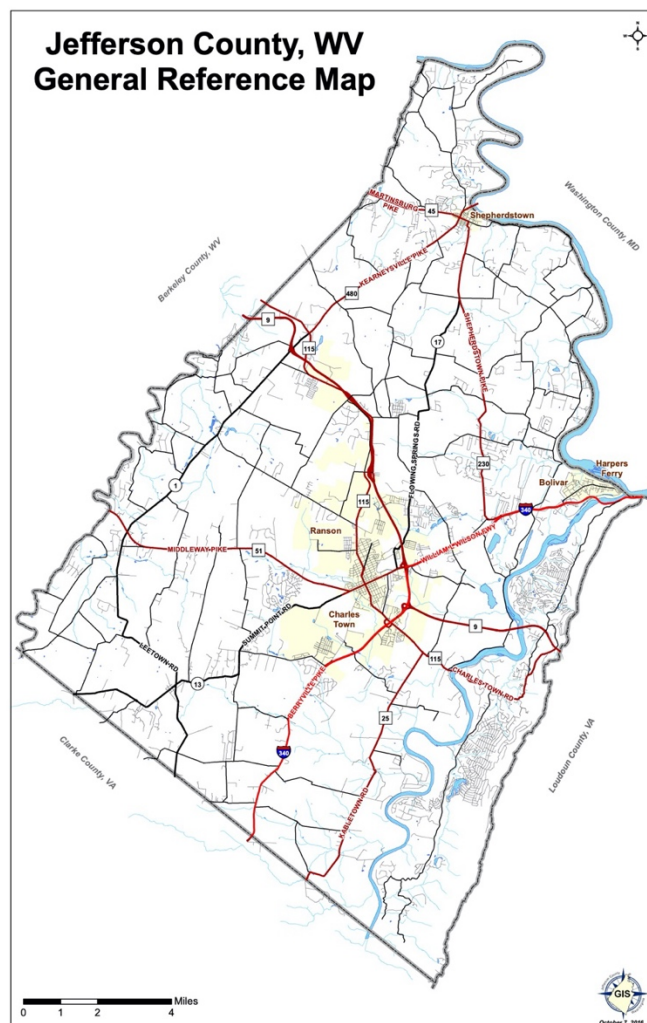 Jefferson County, WV
General Reference Map
MARTINSBURG
PIKE
45
Shepherdstown
Washington County, MD
Berkeley County, WV
KEARNEYSVILLE PIKE
480
9
115
17
SHEPHERDSTOWN PIKE
FLOWING SPRINGS RD
230
Harpers
Ferry
Bolivar
1
115
340
Ranson
WILLIAM L WILSON FWY
MIDDLEWAY PIKE
51
SUMMIT POINT RD
Charles
Town
9
LEETOWN RD
115
CHARLES TOWN RD
13
BERRYVILLE PIKE
25
340
Clarke County, VA
KABLETOWN RD
Loudoun County, VA
Miles
0 1 2 4
GIS